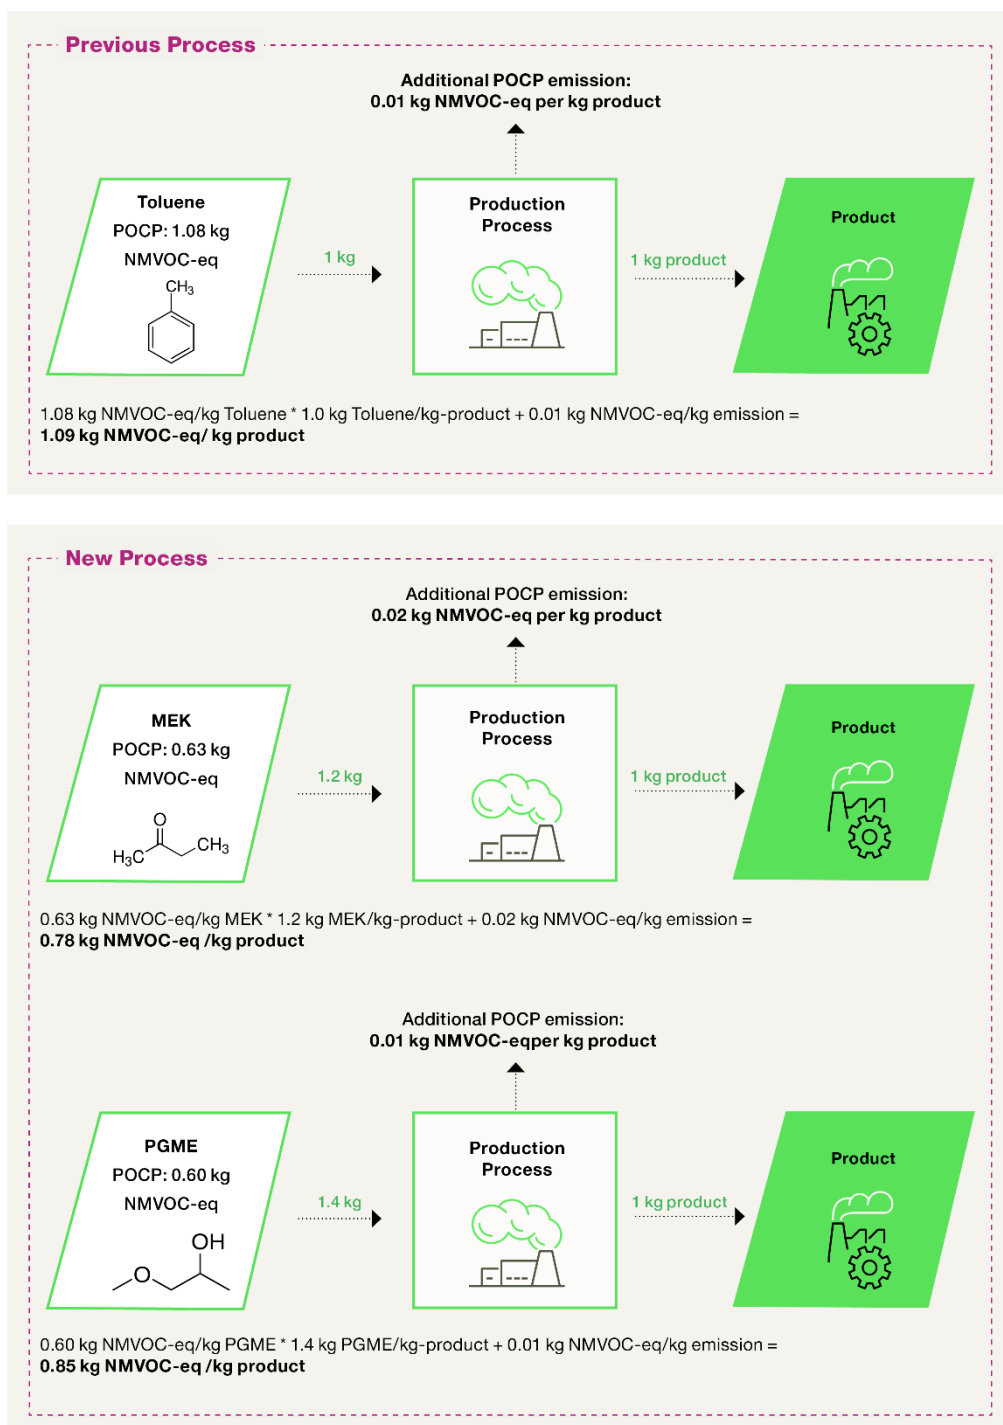 Previous Process
Additional POCP emission:
0.01 kg NMVOC-eq per kg product
Toluene
POCP: 1.08 kg
NMVOC-eq
CH3
1 kg
Production
Process
1 kg product
Product
1.08 kg NMVOC-eq/kg Toluene * 1.0 kg Toluene/kg-product + 0.01 kg NMVOC-eq/kg emission =
1.09 kg NMVOC-eq/ kg product
New Process
Additional POCP emission:
0.02 kg NMVOC-eq per kg product
MEK
POCP: 0.63 kg
NMVOC-eq
O
H3C
CH3
1.2 kg
Production
Process
1 kg product
Product
0.63 kg NMVOC-eq/kg MEK * 1.2 kg MEK/kg-product + 0.02 kg NMVOC-eq/kg emission =
0.78 kg NMVOC-eq /kg product
Additional POCP emission:
0.01 kg NMVOC-eqper kg product
PGME
POCP: 0.60 kg
NMVOC-eq
OH
O
1.4 kg
Production
Process
1 kg product
Product
0.60 kg NMVOC-eq/kg PGME * 1.4 kg PGME/kg-product + 0.01 kg NMVOC-eq/kg emission =
0.85 kg NMVOC-eq /kg product